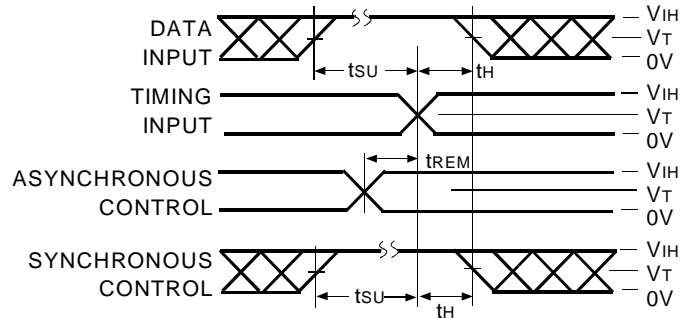 DATA
INPUT
tSU
tH
VIH
VT
0V
TIMING
INPUT
VIH
VT
0V
tREM
ASYNCHRONOUS
CONTROL
VIH
VT
0V
SYNCHRONOUS
CONTROL
tSU
tH
VIH
VT
0V